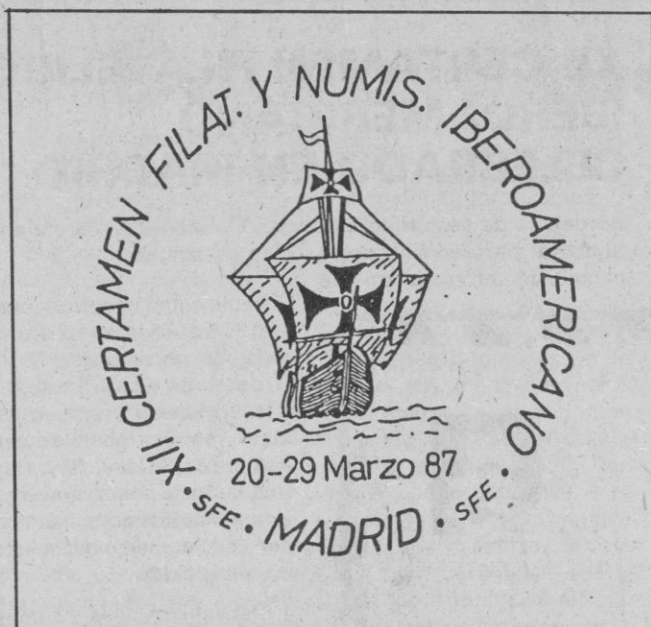 XII CERTAMEN FILAT. Y NUMIS. IBEROAMERICANO
20-29 Marzo 87
· SFE · MADRID · SFE ·